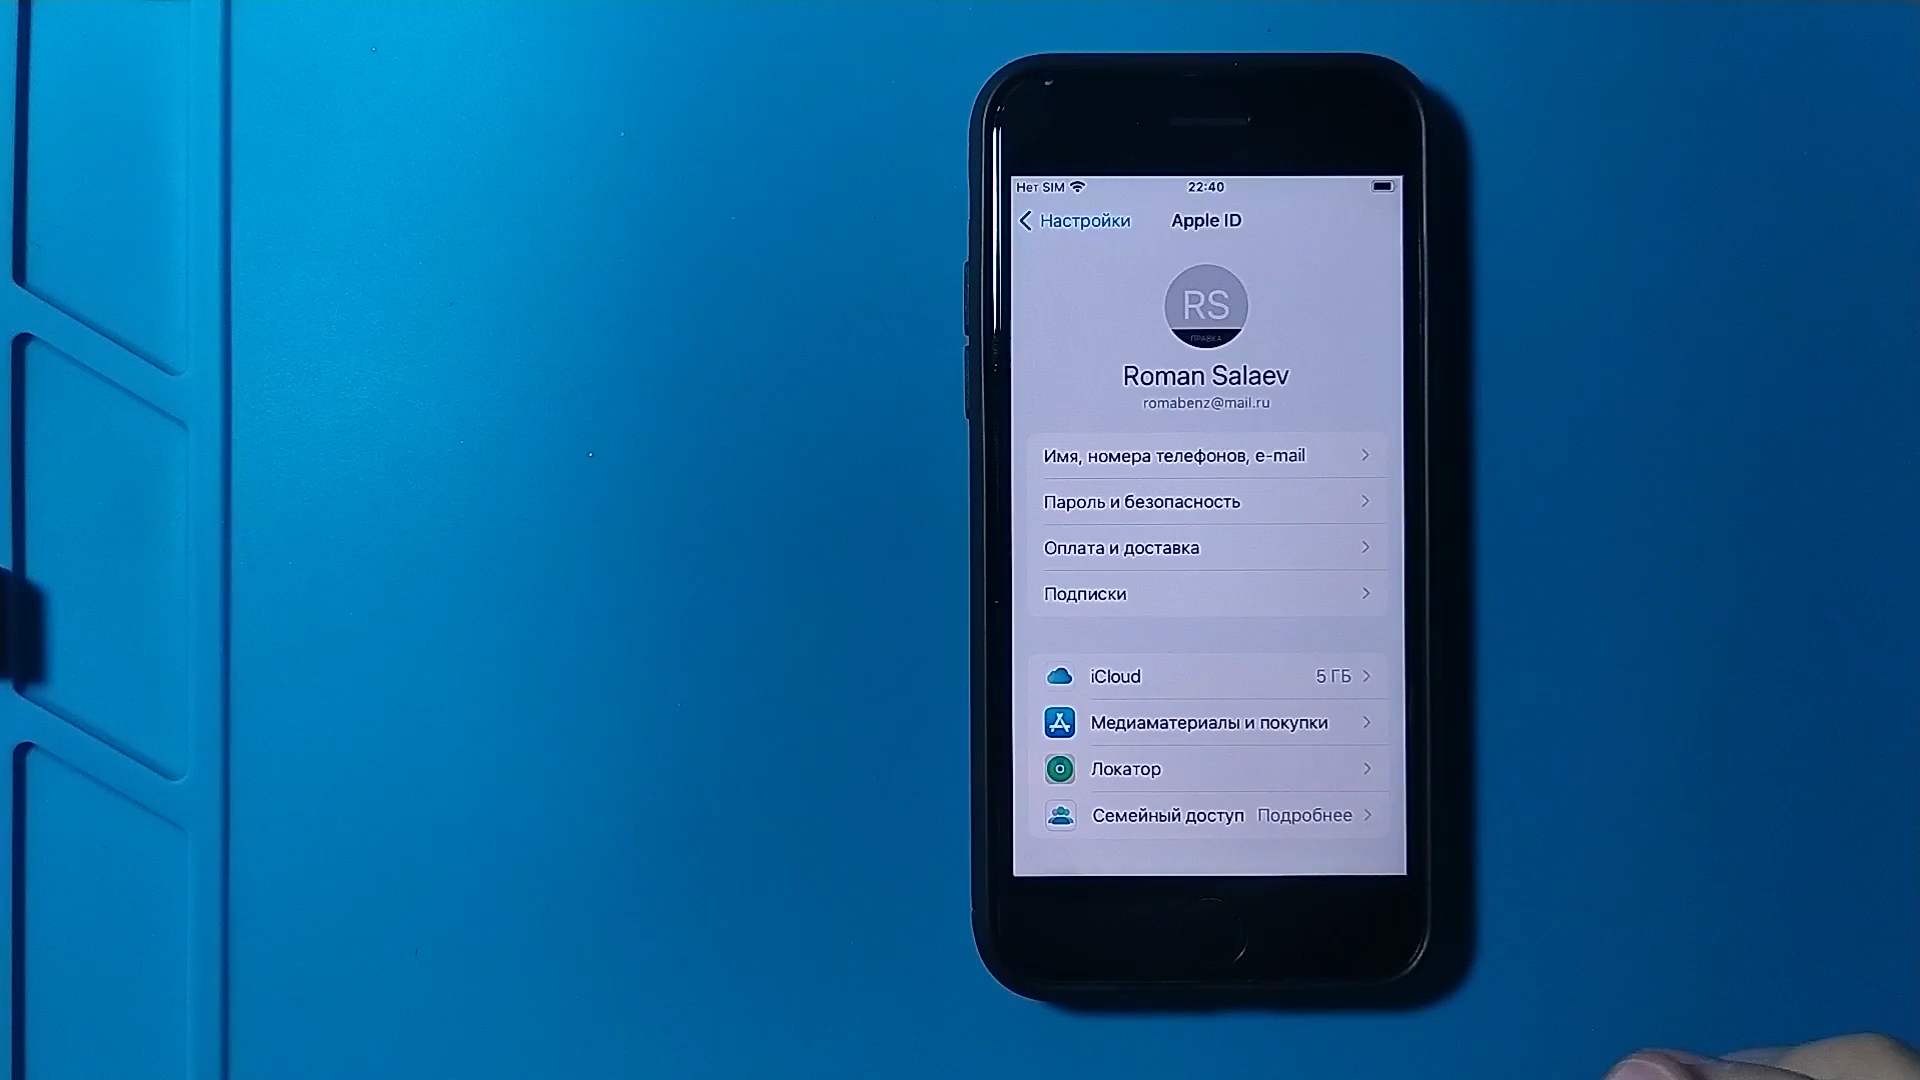 Нет SIM 22:40
Настройки Apple ID
RS
ПРАВКА
Roman Salaev
romabenz@mail.ru
Имя, номера телефонов, e-mail
Пароль и безопасность
Оплата и доставка
Подписки
iCloud 5 ГБ
Медиаматериалы и покупки
Локатор
Семейный доступ Подробнее